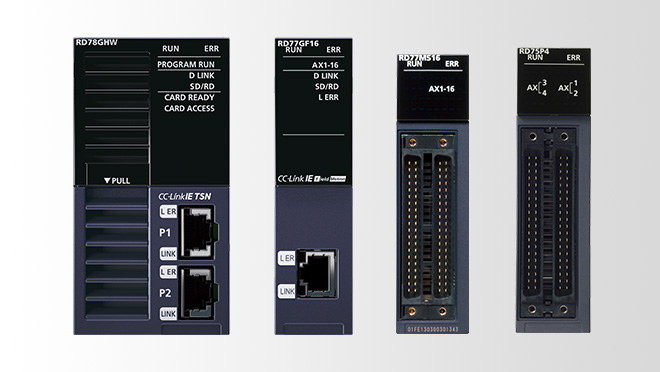 RD78GHW
RUN ERR
PROGRAM RUN
D LINK
SD/RD
CARD READY
CARD ACCESS
▼PULL
CC-Link IE TSN
L ER
P1
LINK
L ER
P2
LINK
RD77GF16
RUN ERR
AX1-16
D LINK
SD/RD
L ERR
CC-Link IE Field Motion
L ER
LINK
RD77MS16
RUN ERR
AX1-16
01FE130300301343
RD75P4
RUN ERR
AX 3 4 AX 1 2